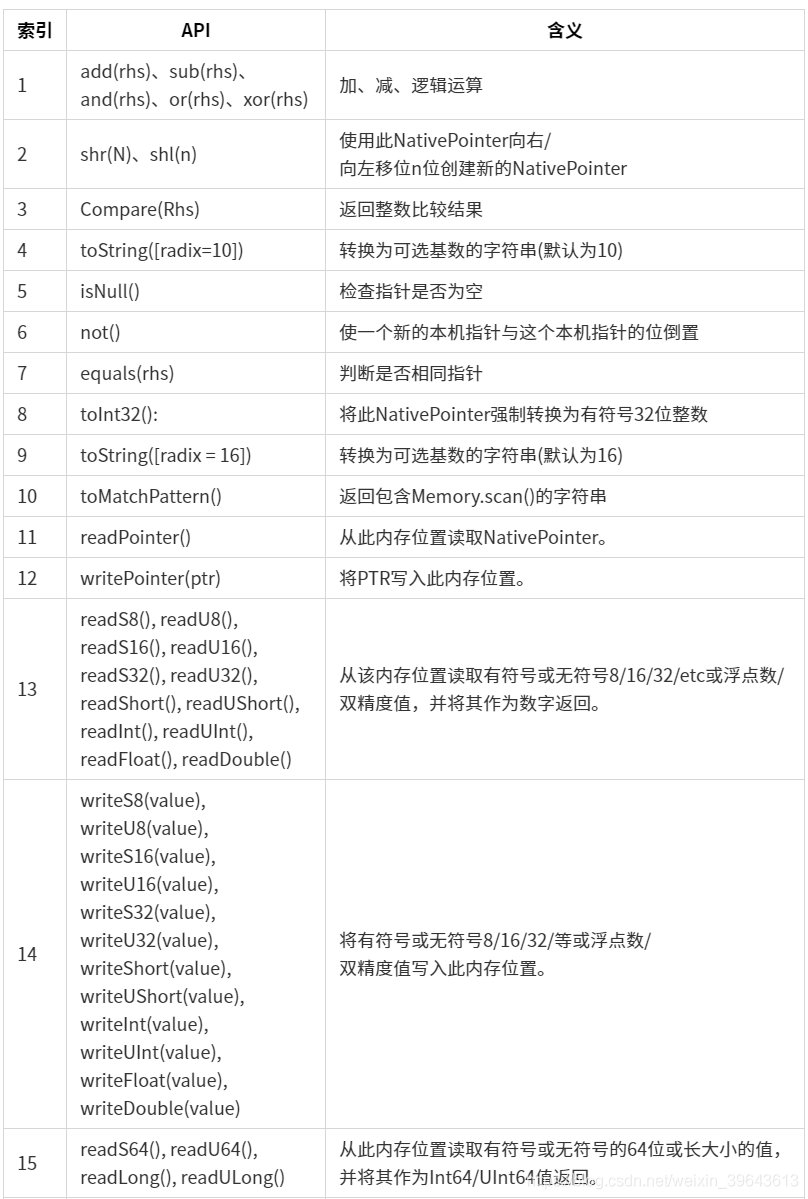 索引 API 含义
1 add(rhs)、sub(rhs)、
and(rhs)、or(rhs)、xor(rhs) 加、减、逻辑运算
2 shr(N)、shl(n) 使用此NativePointer向右/
向左移位n位创建新的NativePointer
3 Compare(Rhs) 返回整数比较结果
4 toString([radix=10]) 转换为可选基数的字符串(默认为10)
5 isNull() 检查指针是否为空
6 not() 使一个新的本机指针与这个本机指针的位倒置
7 equals(rhs) 判断是否相同指针
8 toInt32(): 将此NativePointer强制转换为有符号32位整数
9 toString([radix = 16]) 转换为可选基数的字符串(默认为16)
10 toMatchPattern() 返回包含Memory.scan()的字符串
11 readPointer() 从此内存位置读取NativePointer。
12 writePointer(ptr) 将PTR写入此内存位置。
13 readS8(), readU8(),
readS16(), readU16(),
readS32(), readU32(),
readShort(), readUShort(),
readInt(), readUInt(),
readFloat(), readDouble()
从该内存位置读取有符号或无符号8/16/32/etc或浮点数/
双精度值，并将其作为数字返回。
14 writeS8(value),
writeU8(value),
writeS16(value),
writeU16(value),
writeS32(value),
writeU32(value),
writeShort(value),
writeUShort(value),
writeInt(value),
writeUInt(value),
writeFloat(value),
writeDouble(value)
将有符号或无符号8/16/32/等或浮点数/
双精度值写入此内存位置。
15 readS64(), readU64(),
readLong(), readULong()
从此内存位置读取有符号或无符号的64位或长大小的值，
并将其作为Int64/UInt64值返回。
csdn.net/weixin_39643613